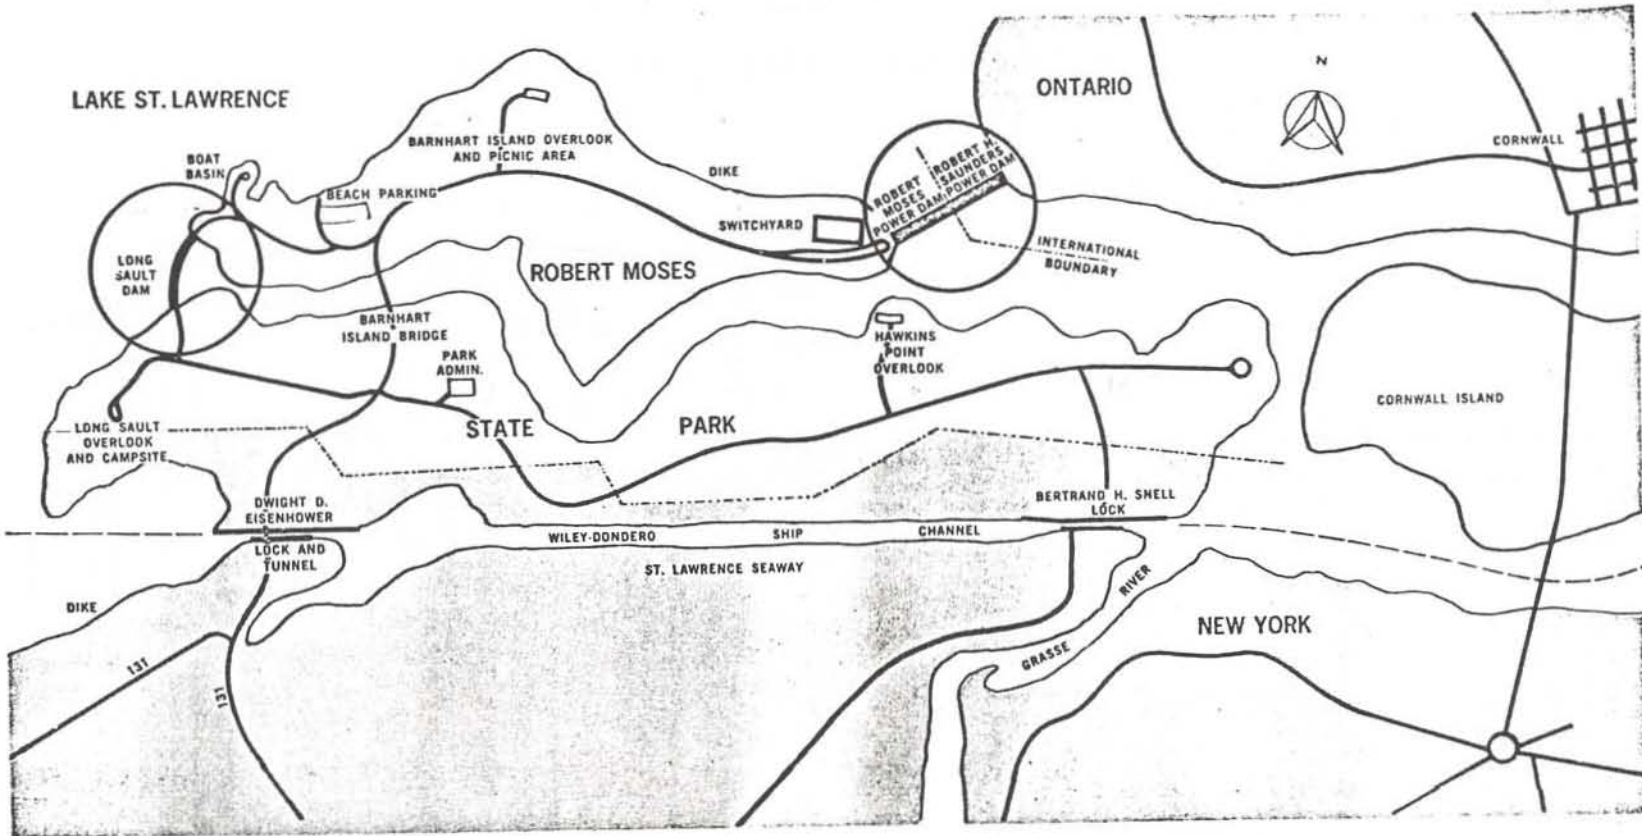 LAKE ST. LAWRENCE
ONTARIO
N
CORNWALL
BARNHART ISLAND OVERLOOK
AND PICNIC AREA
BOAT
BASIN
BEACH PARKING
DIKE
ROBERT
MOSES
POWER DAM
ROBERT H.
SAUNDERS
POWER DAM
SWITCHYARD
INTERNATIONAL
BOUNDARY
LONG
SAULT
DAM
ROBERT MOSES
BARNHART
ISLAND BRIDGE
PARK
ADMIN.
HAWKINS
POINT
OVERLOOK
CORNWALL ISLAND
LONG SAULT
OVERLOOK
AND CAMPSITE
STATE
PARK
DWIGHT D.
EISENHOWER
LOCK AND
TUNNEL
BERTRAND H. SNELL
LOCK
WILEY-DONDERO
SHIP
CHANNEL
ST. LAWRENCE SEAWAY
DIKE
RIVER
GRASSE
NEW YORK
131
131